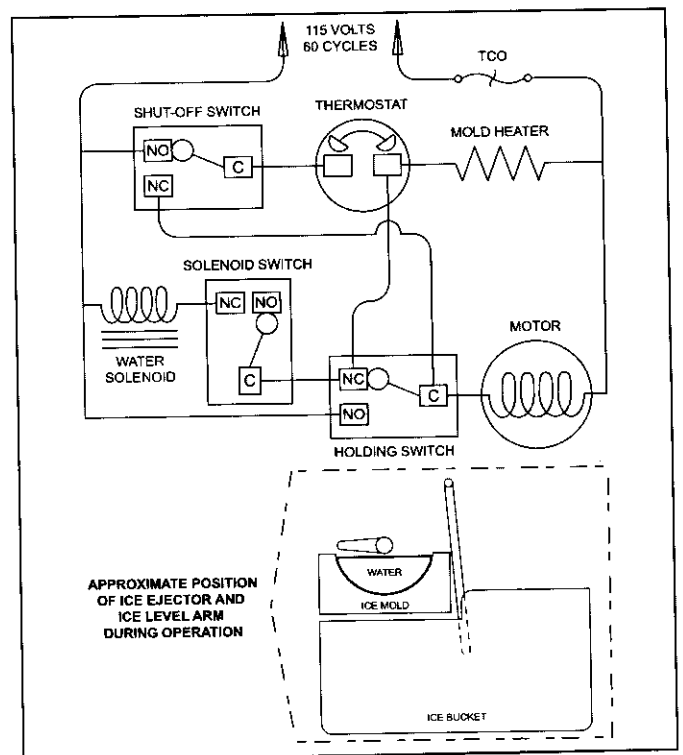 115 VOLTS
60 CYCLES
TCO
SHUT-OFF SWITCH
THERMOSTAT
MOLD HEATER
NO
C
NC
SOLENOID SWITCH
NC
NO
MOTOR
WATER
SOLENOID
C
NC
C
NO
HOLDING SWITCH
APPROXIMATE POSITION
OF ICE EJECTOR AND
ICE LEVEL ARM
DURING OPERATION
WATER
ICE MOLD
ICE BUCKET